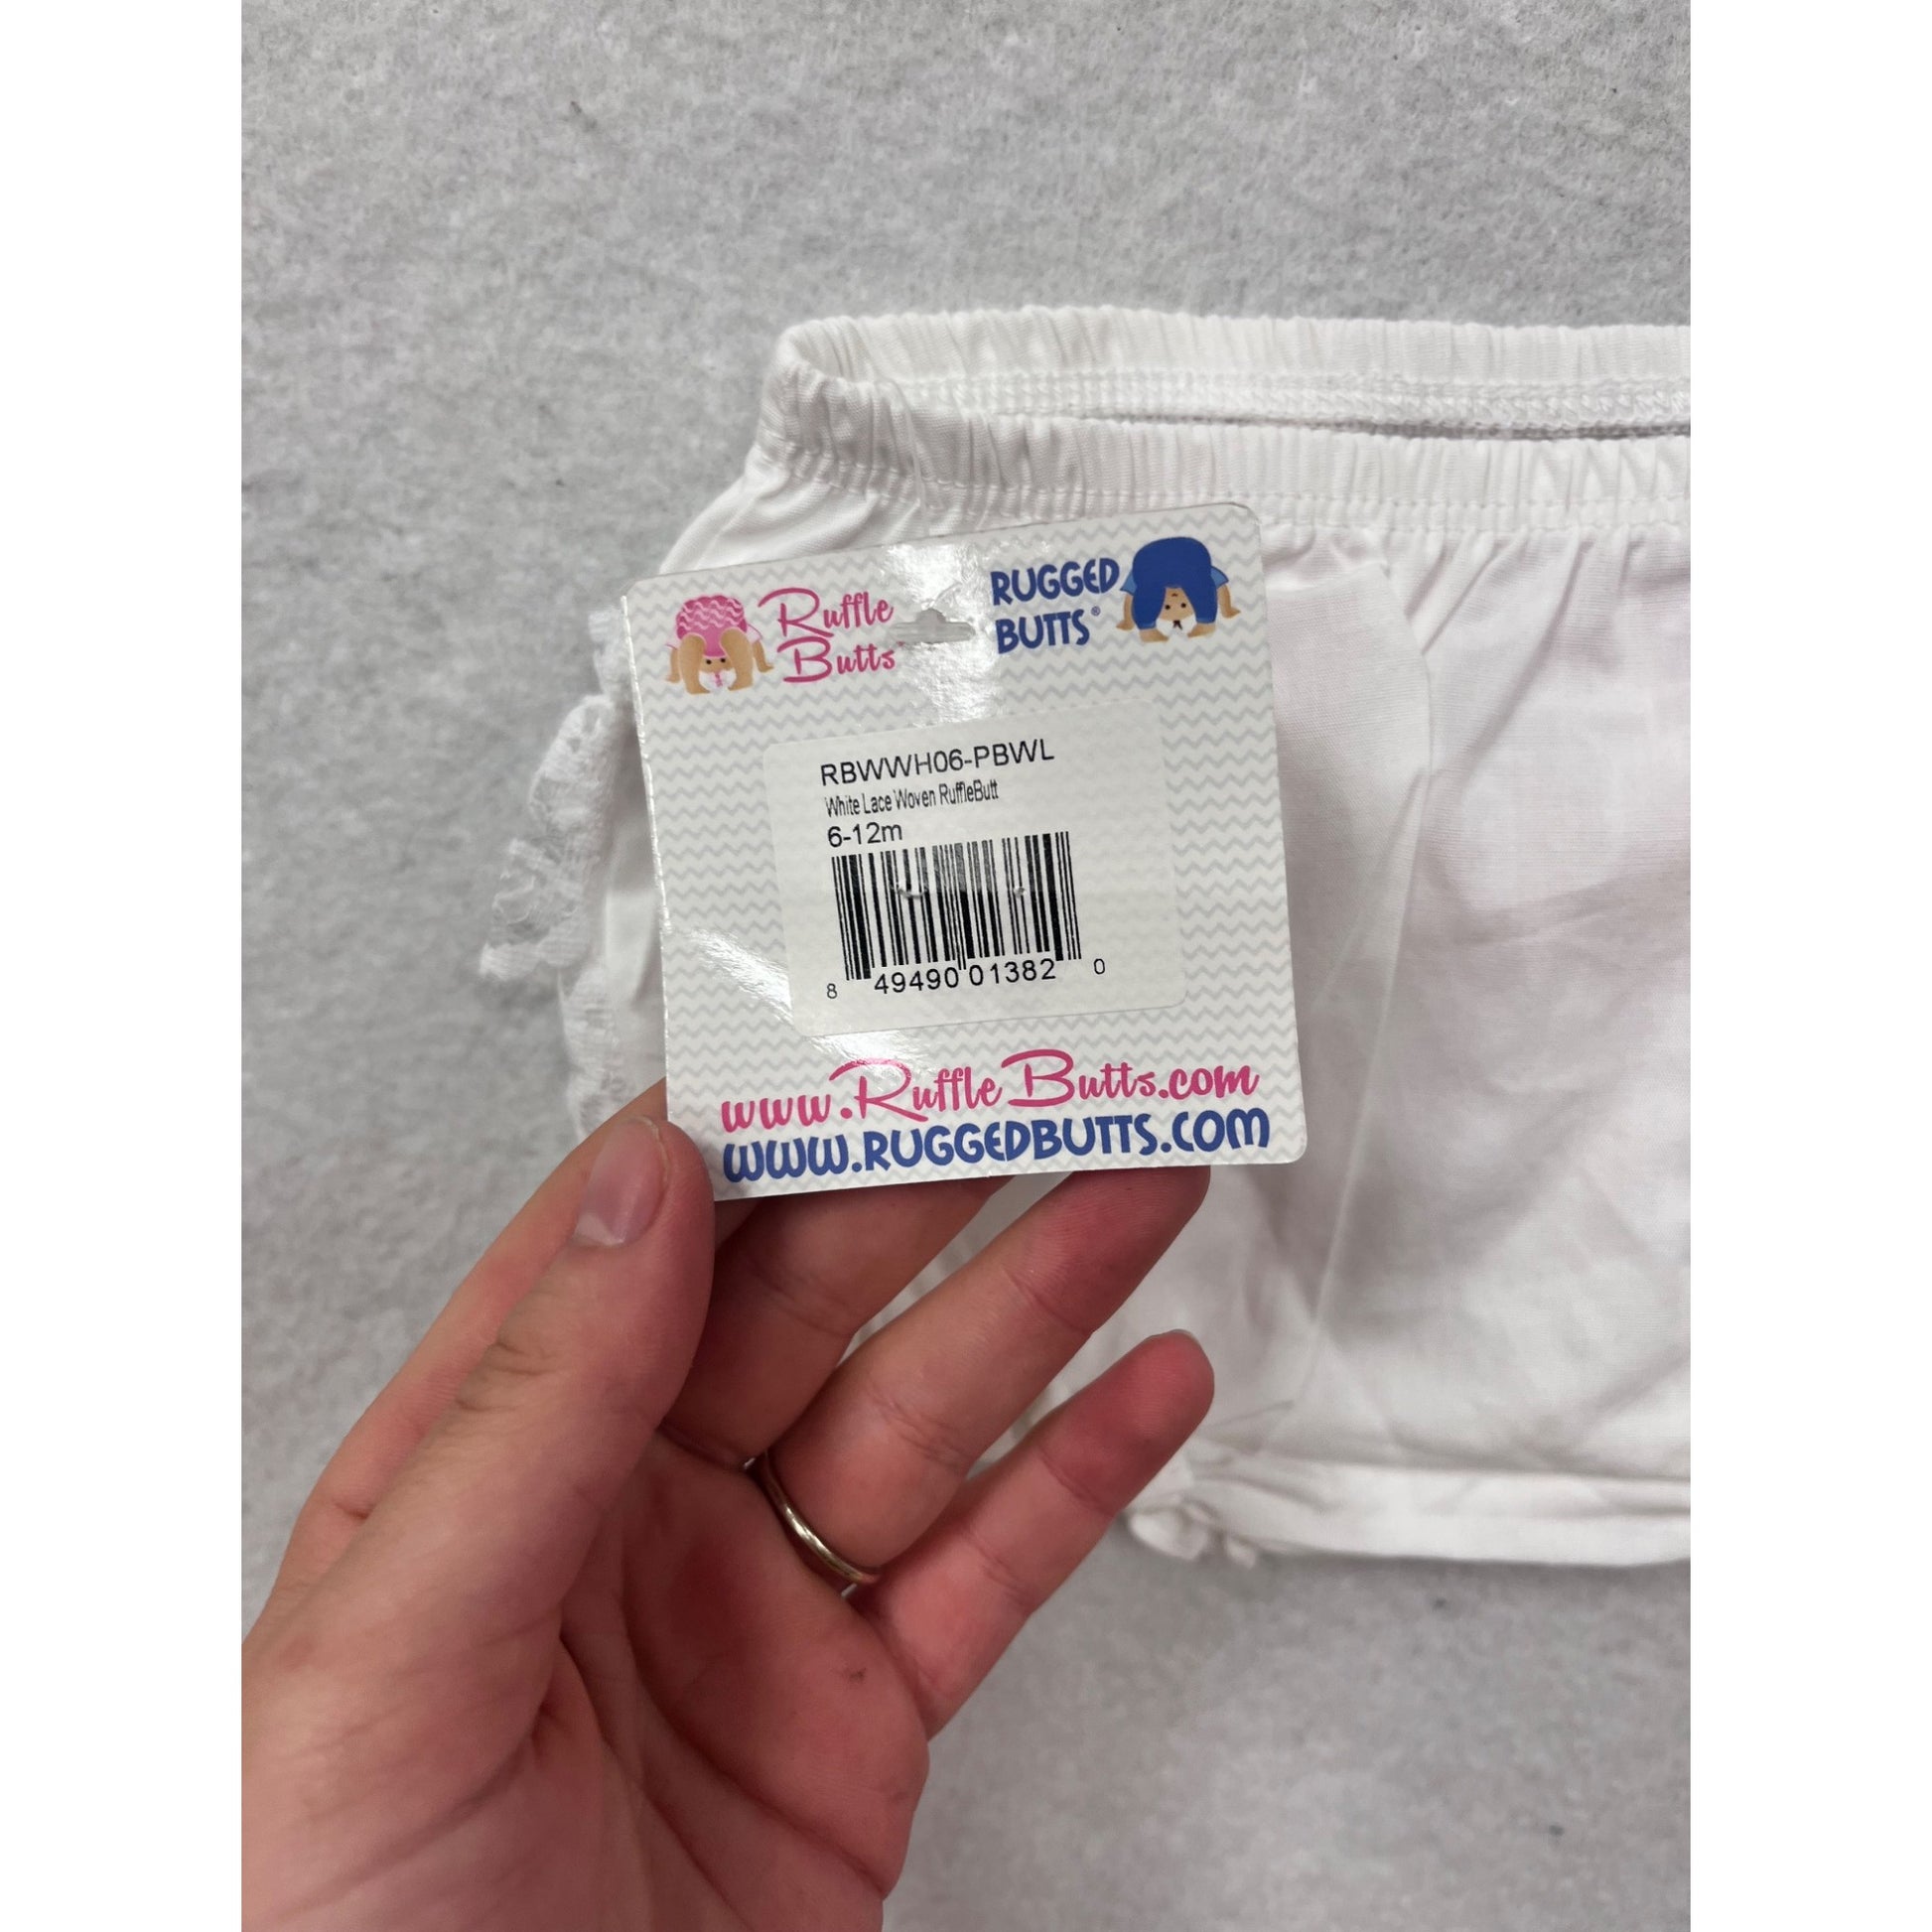 Ruffle
Butts
RUGGED
BUTTS®
RBWWH06-PBWL
White Lace Woven RuffleButt
6-12m
8 49490 01382 0
www.RuffleButts.com
WWW.RUGGEDBUTTS.COM